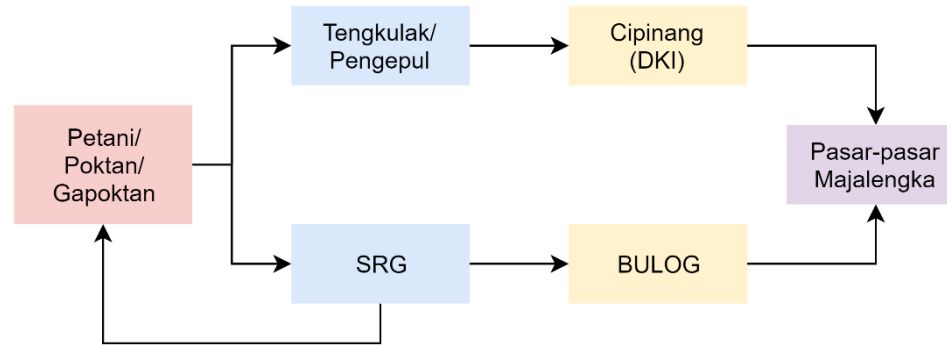 Tengkulak/
Pengepul
Cipinang
(DKI)
Petani/
Poktan/
Gapoktan
Pasar-pasar
Majalengka
SRG
BULOG